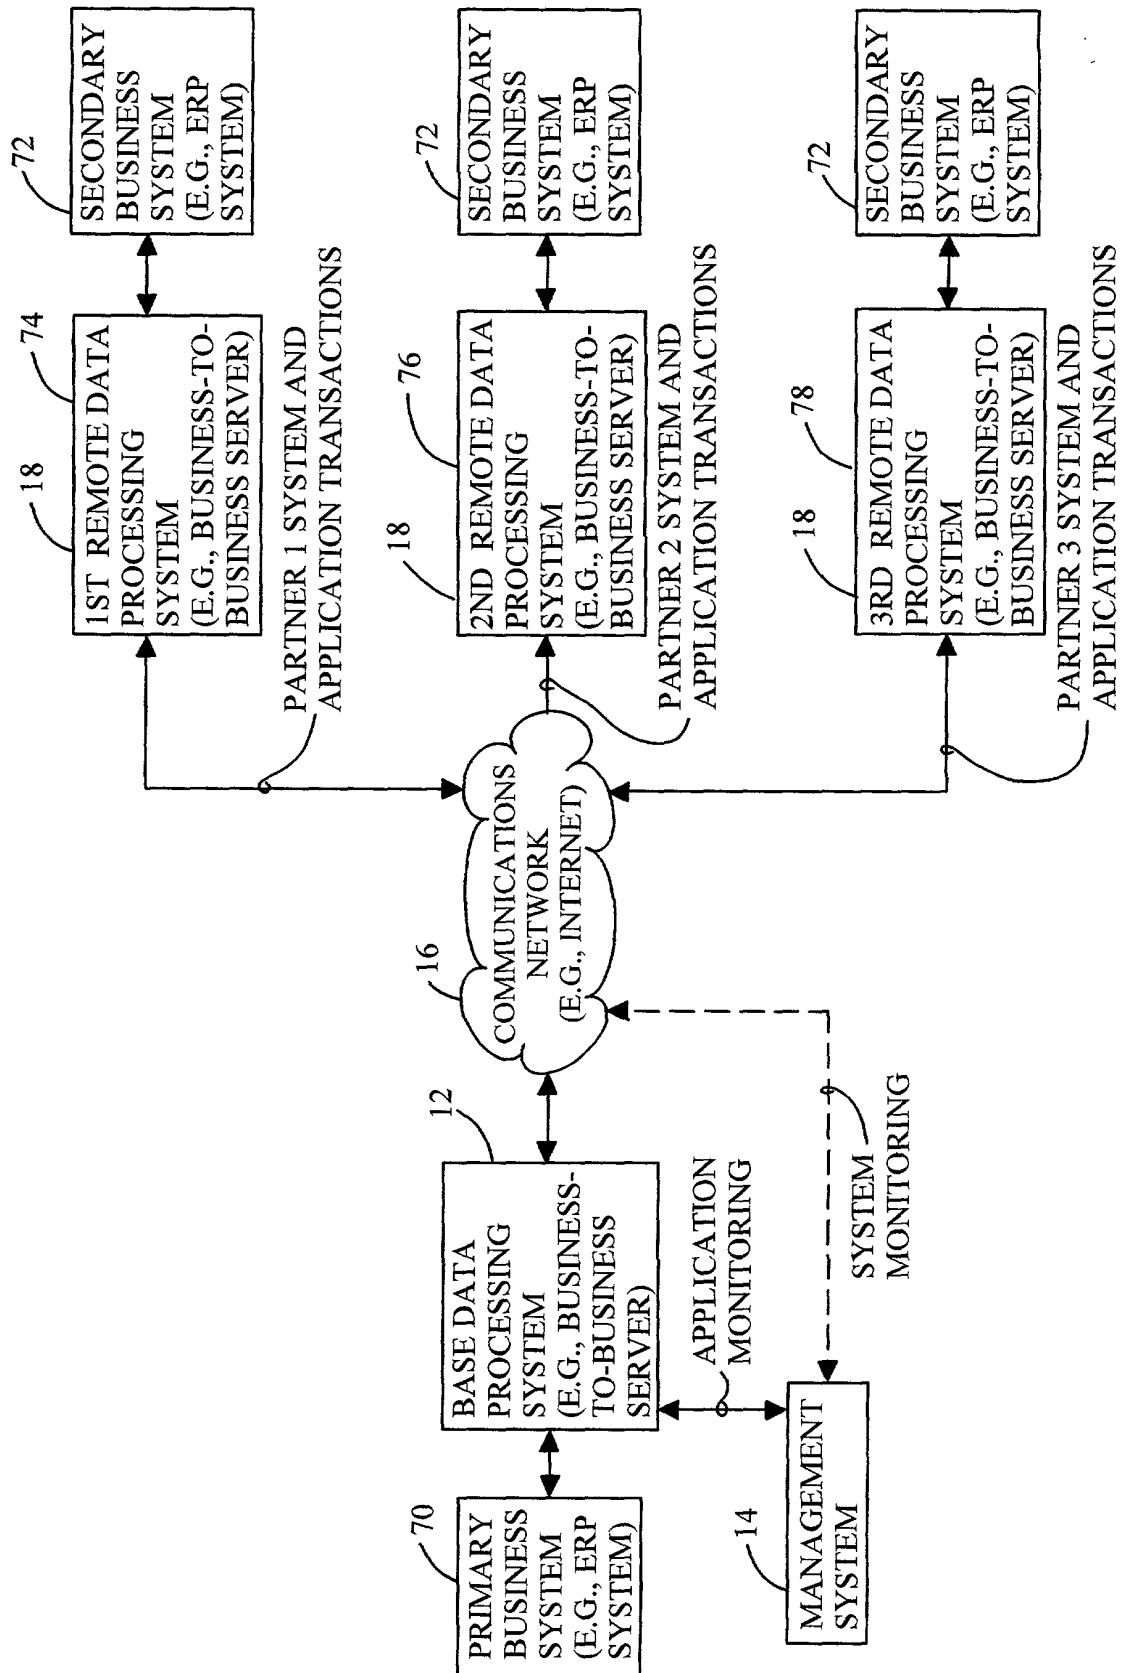 70
PRIMARY
BUSINESS
SYSTEM
(E.G., ERP
SYSTEM)
12
BASE DATA
PROCESSING
SYSTEM
(E.G., BUSINESS-
TO-BUSINESS
SERVER)
APPLICATION
MONITORING
14
MANAGEMENT
SYSTEM
SYSTEM
MONITORING
16
COMMUNICATIONS
NETWORK
(E.G., INTERNET)
18
74
1ST REMOTE DATA
PROCESSING
SYSTEM
(E.G., BUSINESS-TO-
BUSINESS SERVER)
PARTNER 1 SYSTEM AND
APPLICATION TRANSACTIONS
72
SECONDARY
BUSINESS
SYSTEM
(E.G., ERP
SYSTEM)
18
76
2ND REMOTE DATA
PROCESSING
SYSTEM
(E.G., BUSINESS-TO-
BUSINESS SERVER)
PARTNER 2 SYSTEM AND
APPLICATION TRANSACTIONS
72
SECONDARY
BUSINESS
SYSTEM
(E.G., ERP
SYSTEM)
18
78
3RD REMOTE DATA
PROCESSING
SYSTEM
(E.G., BUSINESS-TO-
BUSINESS SERVER)
PARTNER 3 SYSTEM AND
APPLICATION TRANSACTIONS
72
SECONDARY
BUSINESS
SYSTEM
(E.G., ERP
SYSTEM)